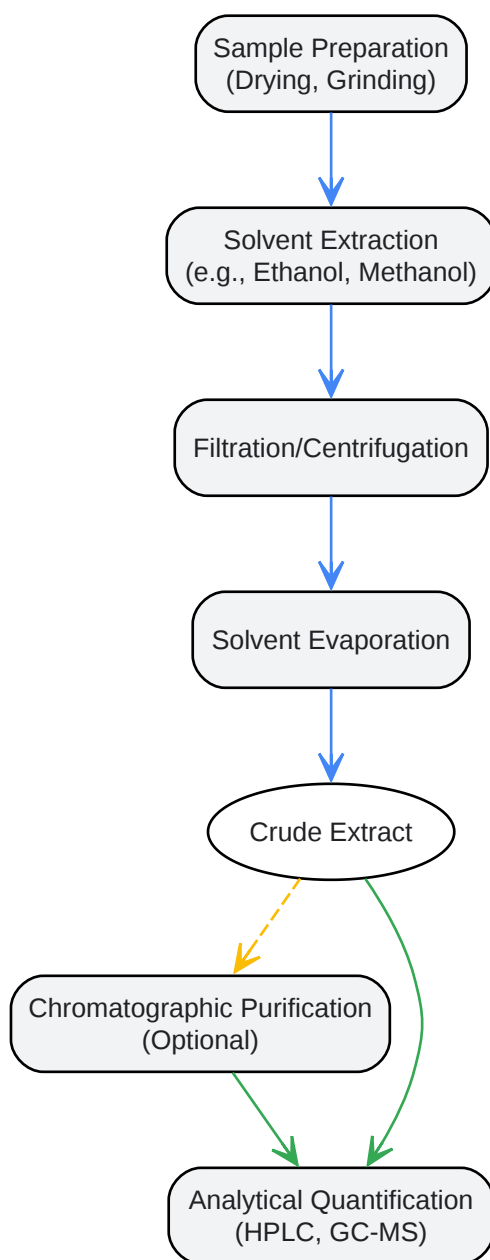 Sample Preparation
(Drying, Grinding)
Solvent Extraction
(e.g., Ethanol, Methanol)
Filtration/Centrifugation
Solvent Evaporation
Crude Extract
Chromatographic Purification
(Optional)
Analytical Quantification
(HPLC, GC-MS)